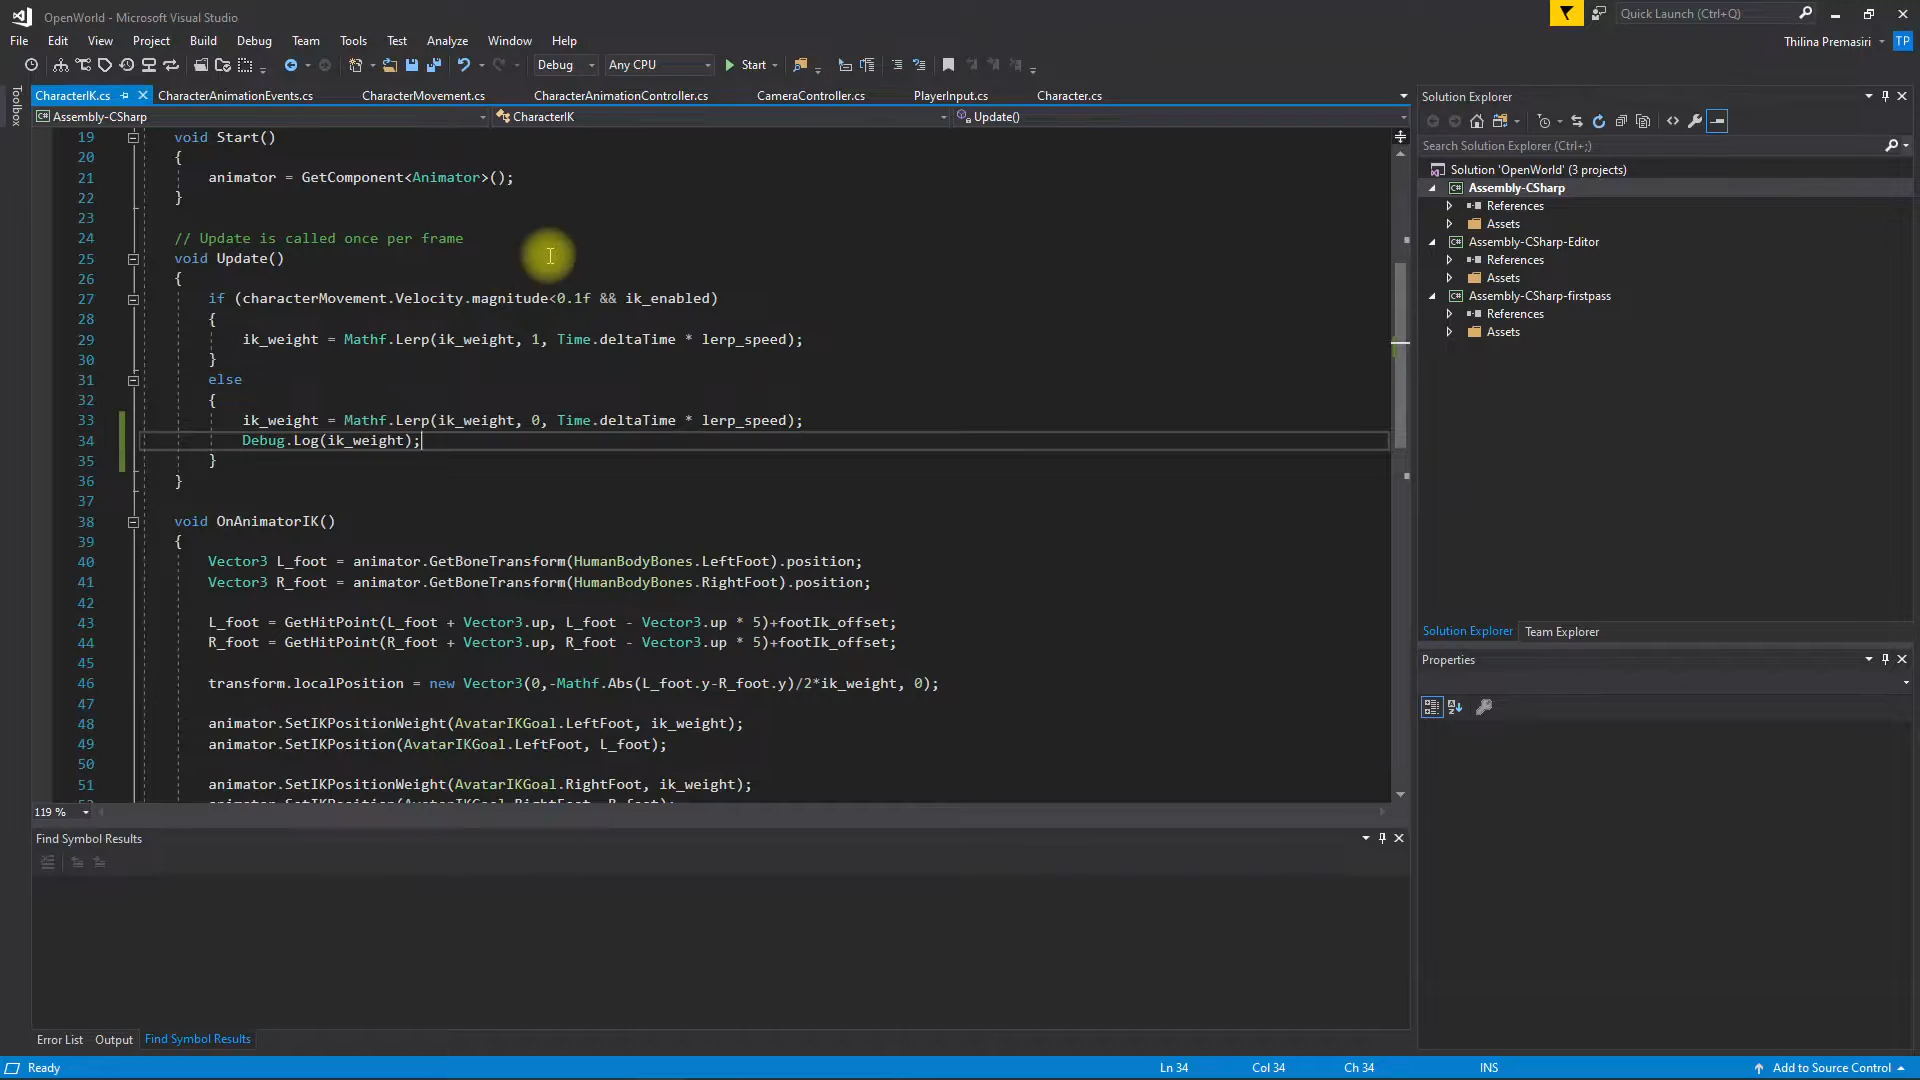 OpenWorld - Microsoft Visual Studio
Quick Launch (Ctrl+Q)
File Edit View Project Build Debug Team Tools Test Analyze Window Help
Thilina Premasiri TP
Debug Any CPU Start
Toolbox
CharacterIK.cs CharacterAnimationEvents.cs CharacterMovement.cs CharacterAnimationController.cs CameraController.cs PlayerInput.cs Character.cs
Assembly-CSharp CharacterIK Update()
19 void Start()
20 {
21 animator = GetComponent<Animator>();
22 }
23
24 // Update is called once per frame
25 void Update()
26 {
27 if (characterMovement.Velocity.magnitude<0.1f && ik_enabled)
28 {
29 ik_weight = Mathf.Lerp(ik_weight, 1, Time.deltaTime * lerp_speed);
30 }
31 else
32 {
33 ik_weight = Mathf.Lerp(ik_weight, 0, Time.deltaTime * lerp_speed);
34 Debug.Log(ik_weight);
35 }
36 }
37
38 void OnAnimatorIK()
39 {
40 Vector3 L_foot = animator.GetBoneTransform(HumanBodyBones.LeftFoot).position;
41 Vector3 R_foot = animator.GetBoneTransform(HumanBodyBones.RightFoot).position;
42
43 L_foot = GetHitPoint(L_foot + Vector3.up, L_foot - Vector3.up * 5)+footIk_offset;
44 R_foot = GetHitPoint(R_foot + Vector3.up, R_foot - Vector3.up * 5)+footIk_offset;
45
46 transform.localPosition = new Vector3(0,-Mathf.Abs(L_foot.y-R_foot.y)/2*ik_weight, 0);
47
48 animator.SetIKPositionWeight(AvatarIKGoal.LeftFoot, ik_weight);
49 animator.SetIKPosition(AvatarIKGoal.LeftFoot, L_foot);
50
51 animator.SetIKPositionWeight(AvatarIKGoal.RightFoot, ik_weight);
119 %
Find Symbol Results
Error List Output Find Symbol Results
Solution Explorer
Search Solution Explorer (Ctrl+;)
Solution 'OpenWorld' (3 projects)
Assembly-CSharp
References
Assets
Assembly-CSharp-Editor
References
Assets
Assembly-CSharp-firstpass
References
Assets
Solution Explorer Team Explorer
Properties
Ready Ln 34 Col 34 Ch 34 INS Add to Source Control